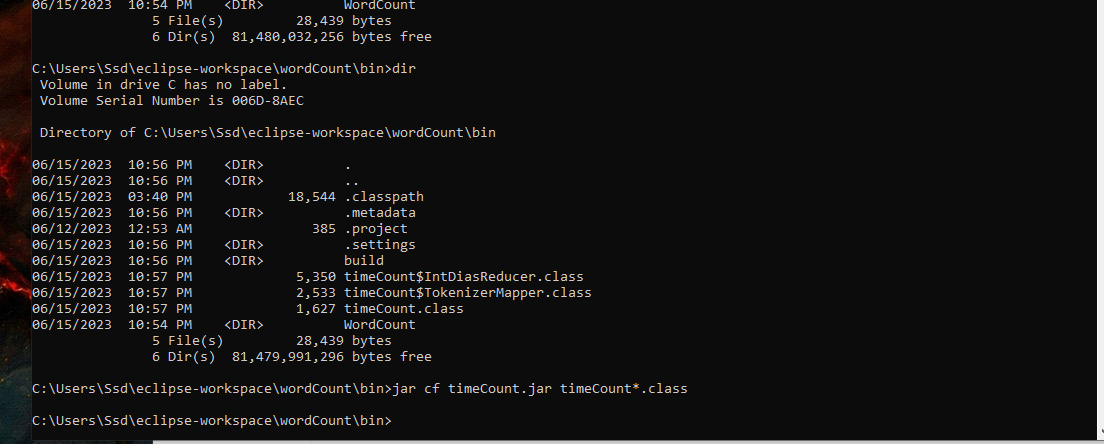 06/15/2023  10:54 PM    <DIR>          WordCount
               5 File(s)         28,439 bytes
               6 Dir(s)  81,480,032,256 bytes free
C:\Users\Ssd\eclipse-workspace\wordCount\bin>dir
 Volume in drive C has no label.
 Volume Serial Number is 006D-8AEC
 Directory of C:\Users\Ssd\eclipse-workspace\wordCount\bin
06/15/2023  10:56 PM    <DIR>          .
06/15/2023  10:56 PM    <DIR>          ..
06/15/2023  03:40 PM            18,544 .classpath
06/15/2023  10:56 PM    <DIR>          .metadata
06/12/2023  12:53 AM               385 .project
06/15/2023  10:56 PM    <DIR>          .settings
06/15/2023  10:56 PM    <DIR>          build
06/15/2023  10:57 PM             5,350 timeCount$IntDiasReducer.class
06/15/2023  10:57 PM             2,533 timeCount$TokenizerMapper.class
06/15/2023  10:57 PM             1,627 timeCount.class
06/15/2023  10:54 PM    <DIR>          WordCount
               5 File(s)         28,439 bytes
               6 Dir(s)  81,479,991,296 bytes free
C:\Users\Ssd\eclipse-workspace\wordCount\bin>jar cf timeCount.jar timeCount*.class
C:\Users\Ssd\eclipse-workspace\wordCount\bin>